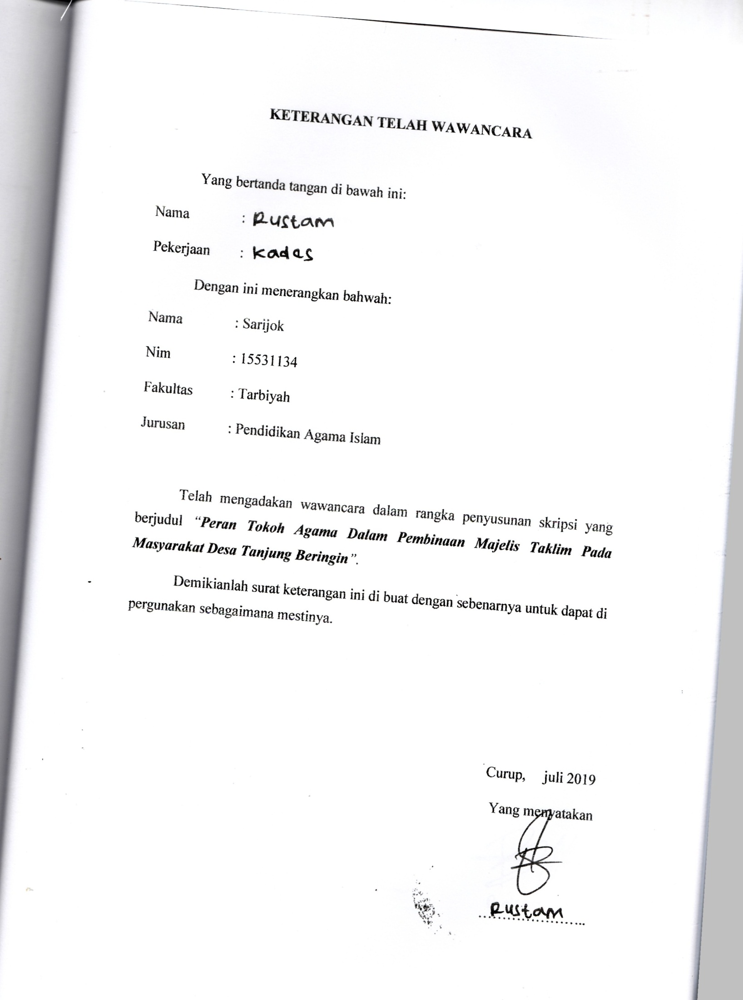 KETERANGAN TELAH WAWANCARA
Yang bertanda tangan di bawah ini:
Nama : Rustam
Pekerjaan : Kades
Dengan ini menerangkan bahwah:
Nama : Sarijok
Nim : 15531134
Fakultas : Tarbiyah
Jurusan : Pendidikan Agama Islam
Telah mengadakan wawancara dalam rangka penyusunan skripsi yang
berjudul “Peran Tokoh Agama Dalam Pembinaan Majelis Taklim Pada
Masyarakat Desa Tanjung Beringin”.
Demikianlah surat keterangan ini di buat dengan sebenarnya untuk dapat di
pergunakan sebagaimana mestinya.
Curup, juli 2019
Yang menyatakan
Rustam